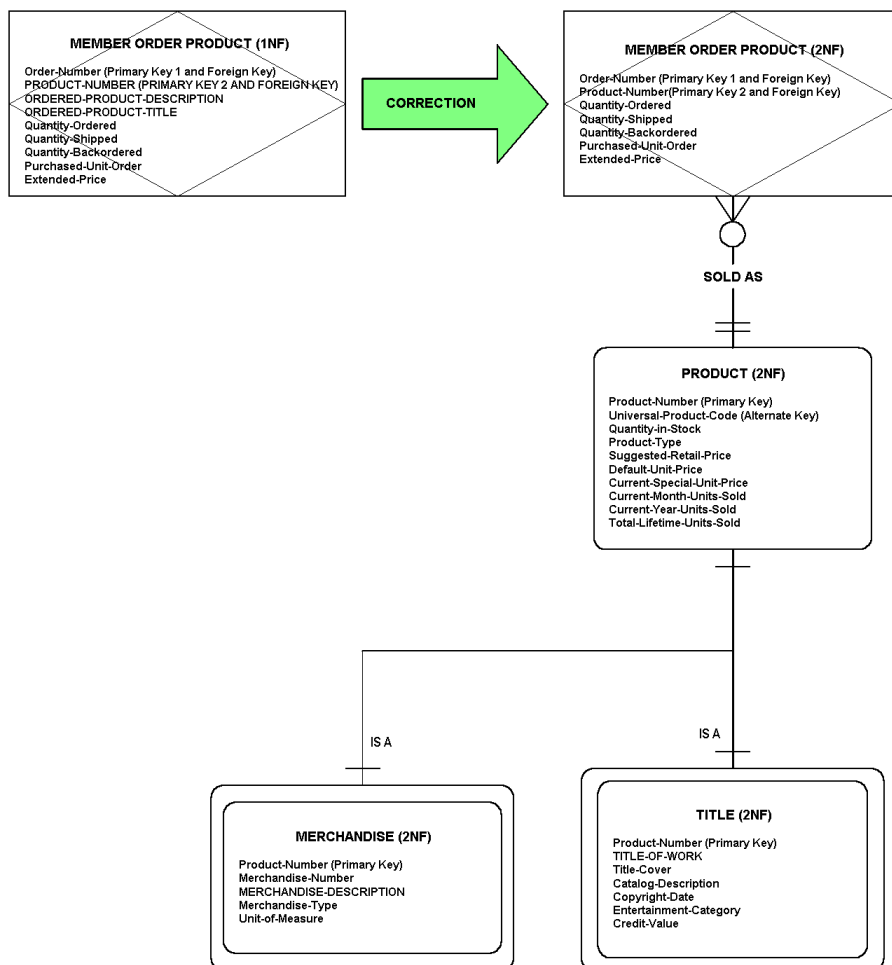 MEMBER ORDER PRODUCT (1NF)
Order-Number (Primary Key 1 and Foreign Key)
PRODUCT-NUMBER (PRIMARY KEY 2 AND FOREIGN KEY)
ORDERED-PRODUCT-DESCRIPTION
ORDERED-PRODUCT-TITLE
Quantity-Ordered
Quantity-Shipped
Quantity-Backordered
Purchased-Unit-Order
Extended-Price
CORRECTION
MEMBER ORDER PRODUCT (2NF)
Order-Number (Primary Key 1 and Foreign Key)
Product-Number(Primary Key 2 and Foreign Key)
Quantity-Ordered
Quantity-Shipped
Quantity-Backordered
Purchased-Unit-Order
Extended-Price
SOLD AS
PRODUCT (2NF)
Product-Number (Primary Key)
Universal-Product-Code (Alternate Key)
Quantity-in-Stock
Product-Type
Suggested-Retail-Price
Default-Unit-Price
Current-Special-Unit-Price
Current-Month-Units-Sold
Current-Year-Units-Sold
Total-Lifetime-Units-Sold
IS A
MERCHANDISE (2NF)
Product-Number (Primary Key)
Merchandise-Number
MERCHANDISE-DESCRIPTION
Merchandise-Type
Unit-of-Measure
IS A
TITLE (2NF)
Product-Number (Primary Key)
TITLE-OF-WORK
Title-Cover
Catalog-Description
Copyright-Date
Entertainment-Category
Credit-Value